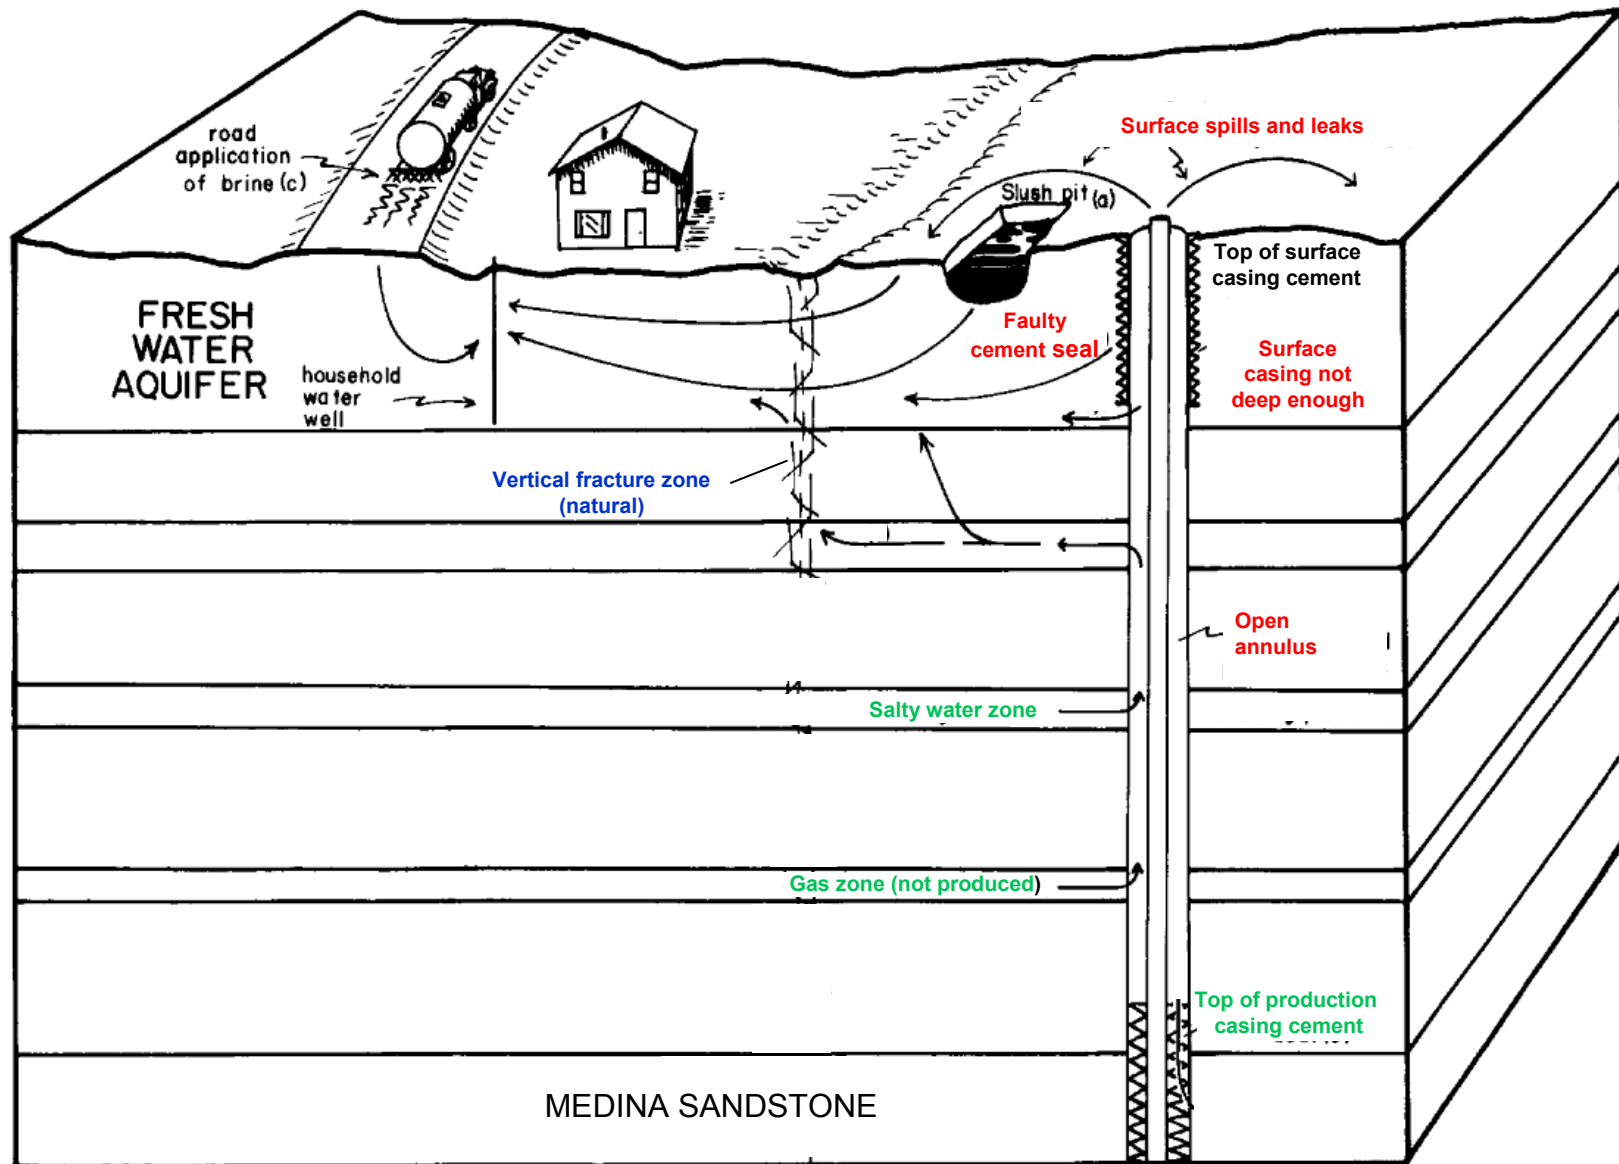 road
application
of brine (c)
Surface spills and leaks
Slush pit (a)
Top of surface
casing cement
FRESH
WATER
AQUIFER
Faulty
cement seal
Surface
casing not
deep enough
household
water
well
Vertical fracture zone
(natural)
Open
annulus
Salty water zone
Gas zone (not produced)
Top of production
casing cement
MEDINA SANDSTONE